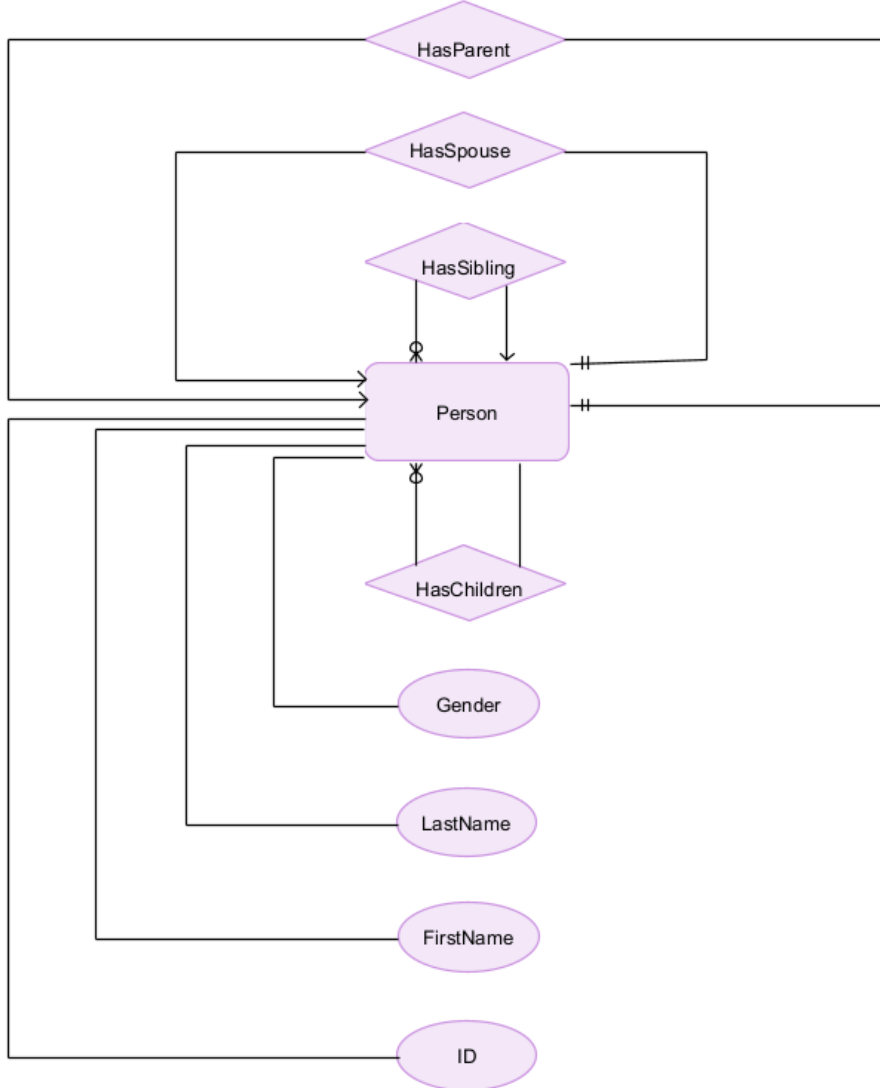 HasParent
HasSpouse
HasSibling
Person
HasChildren
Gender
LastName
FirstName
ID